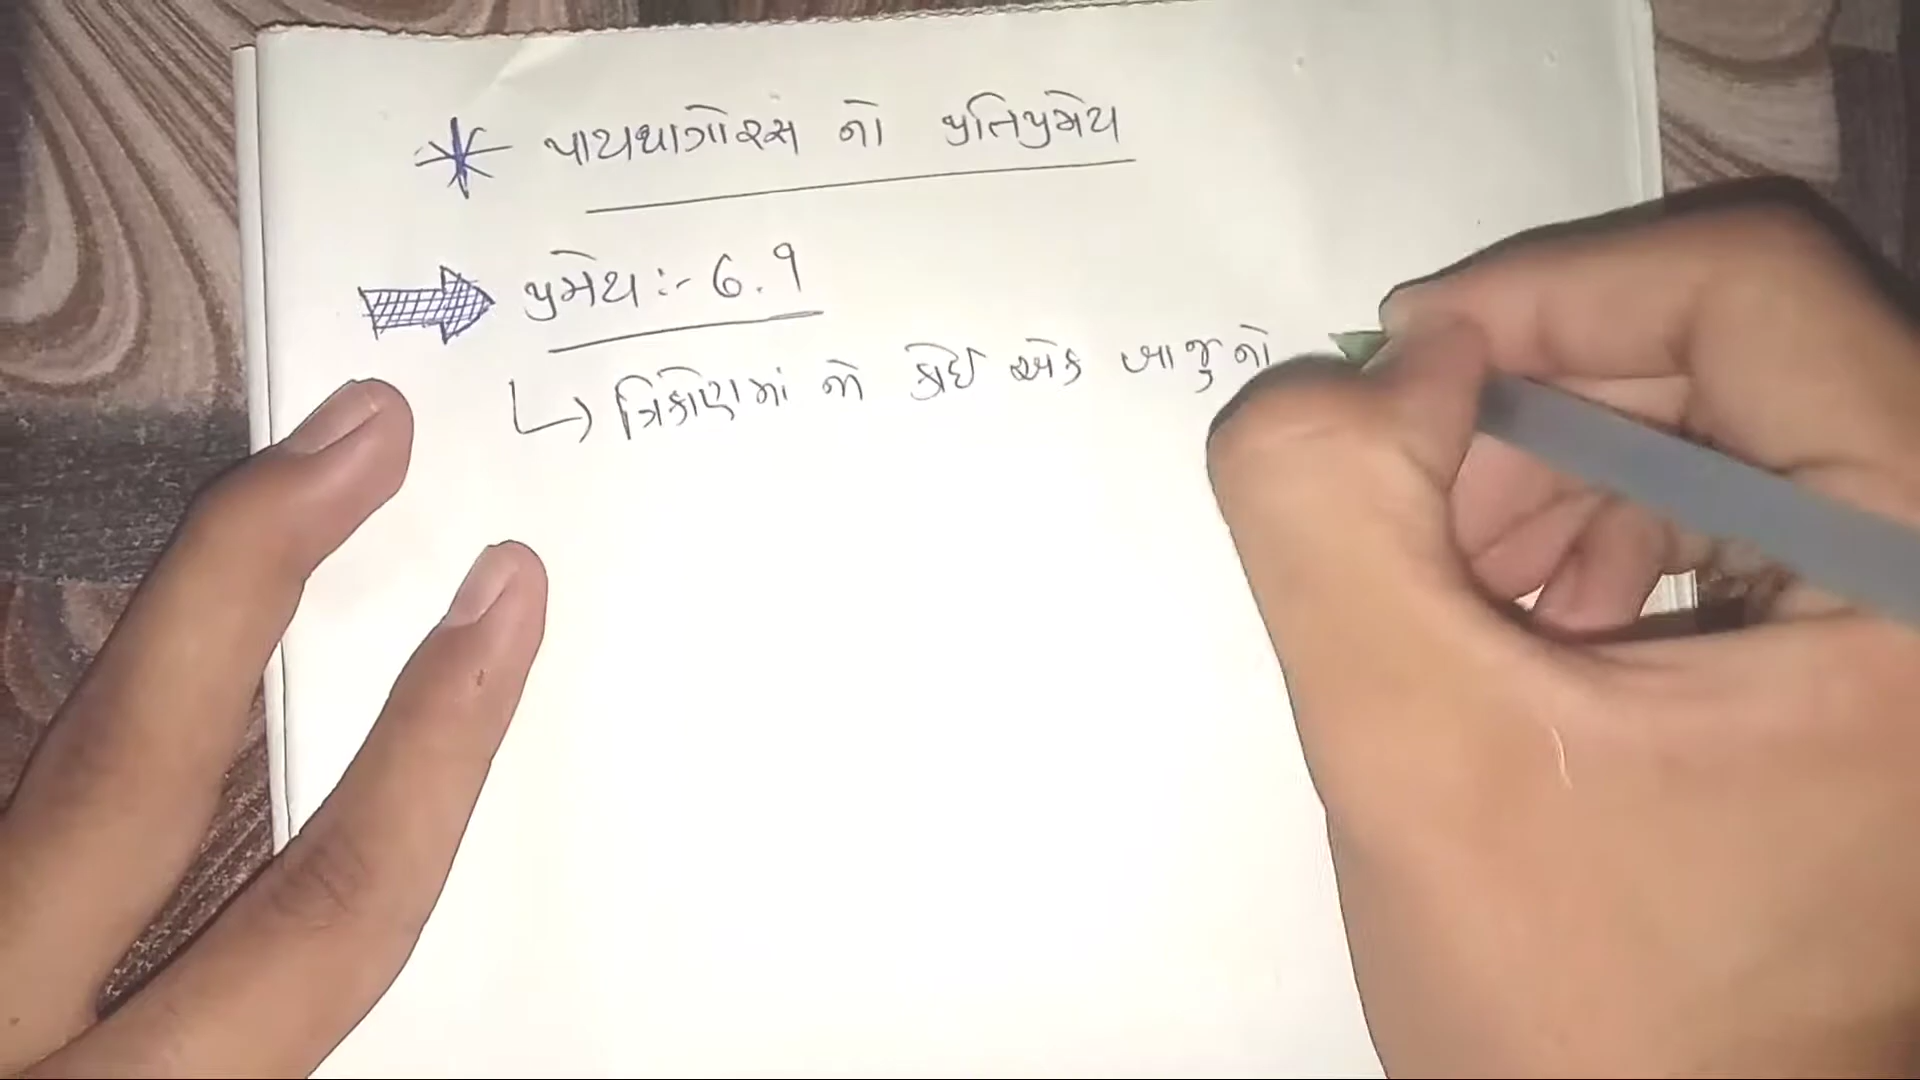 * પાયથાગોરસ નો પ્રતિપ્રમેય
પ્રમેય :- 6.9
ત્રિકોણમાં જો કોઈ એક બાજુનો